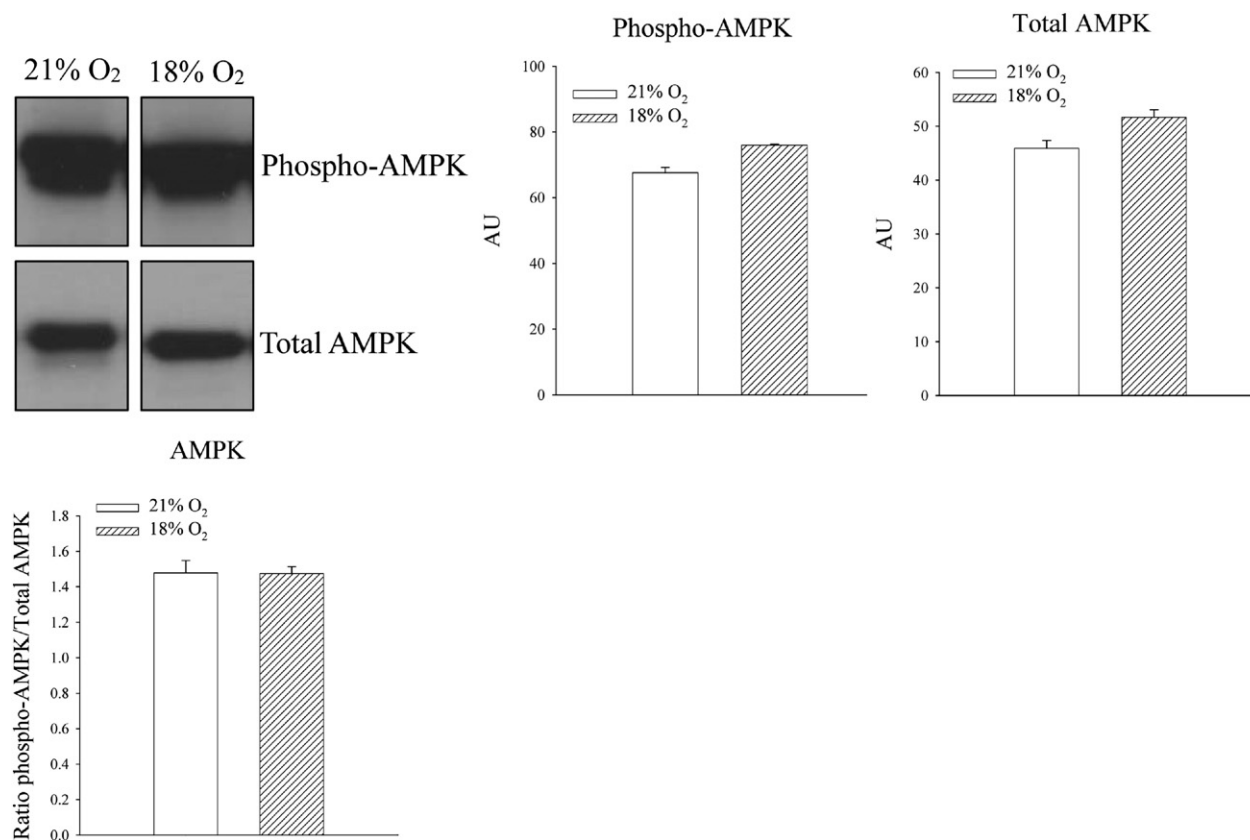 21% O₂ 18% O₂
Phospho-AMPK
Total AMPK
Phospho-AMPK
21% O₂
18% O₂
100
80
60
40
20
0
AU
Total AMPK
21% O₂
18% O₂
60
50
40
30
20
10
0
AU
AMPK
21% O₂
18% O₂
1.8
1.6
1.4
1.2
1.0
0.8
0.6
0.4
0.2
0.0
Ratio phospho-AMPK/Total AMPK